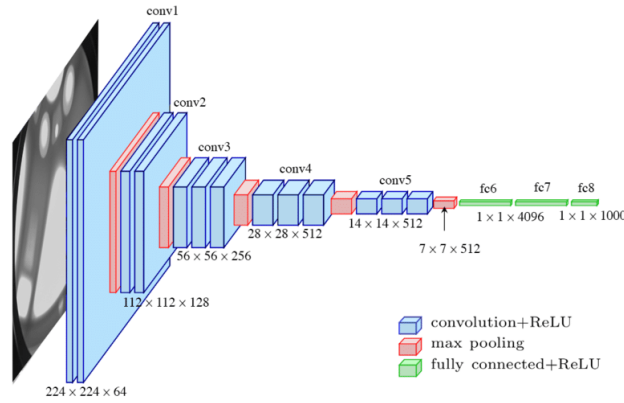 conv1
conv2
conv3
conv4
conv5
fc6
fc7
fc8
1 × 1 × 4096
1 × 1 × 1000
14 × 14 × 512
28 × 28 × 512
7 × 7 × 512
56 × 56 × 256
112 × 112 × 128
224 × 224 × 64
convolution+ReLU
max pooling
fully connected+ReLU